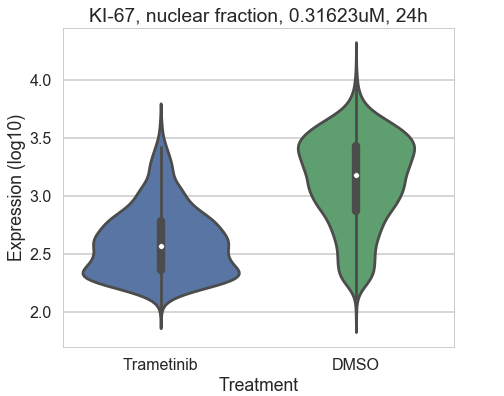 KI-67, nuclear fraction, 0.31623uM, 24h
Expression (log10)
4.0
3.5
3.0
2.5
2.0
Trametinib DMSO
Treatment